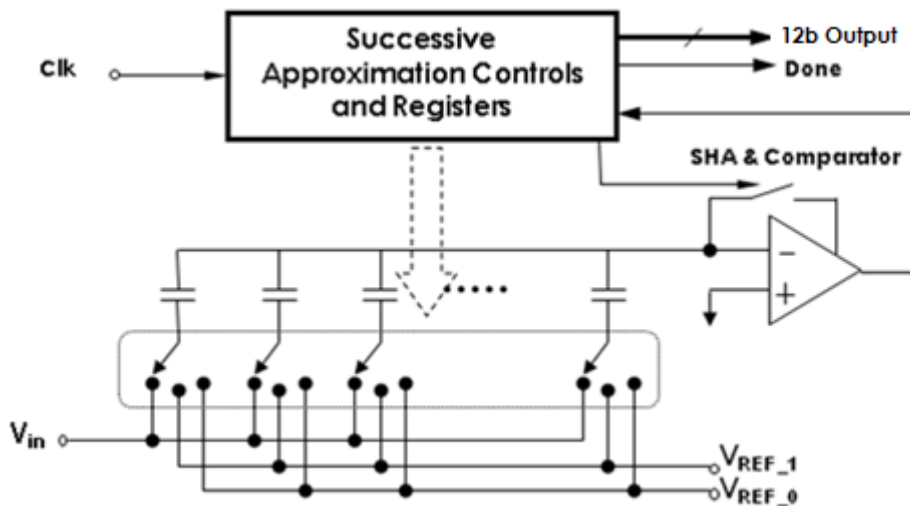 Successive
Approximation Controls
and Registers
Clk
12b Output
Done
SHA & Comparator
−
+
V_in
V_REF_1
V_REF_0